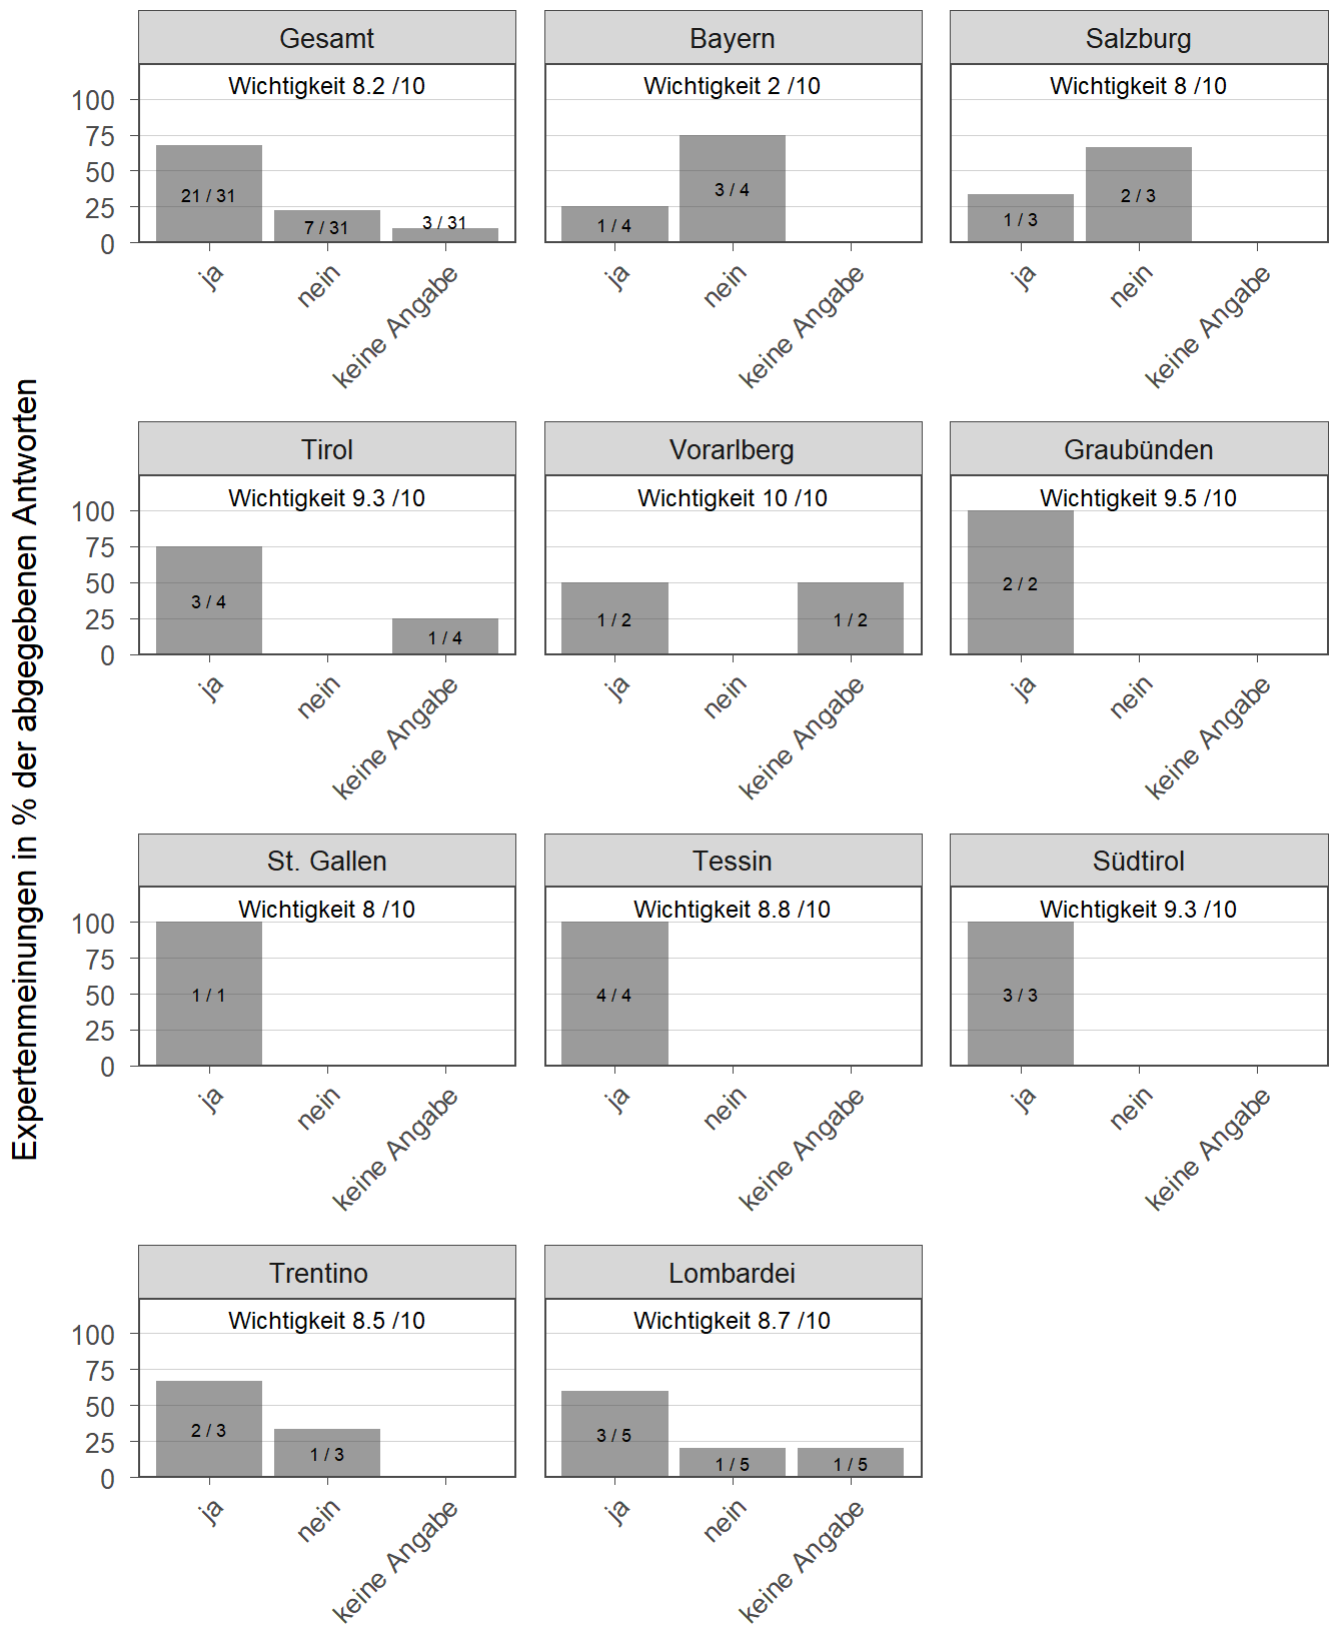 Expertenmeinungen in % der abgegebenen Antworten
Gesamt
Wichtigkeit 8.2 /10
100
75
50
25
0
21 / 31
7 / 31
3 / 31
ja
nein
keine Angabe
Bayern
Wichtigkeit 2 /10
1 / 4
3 / 4
ja
nein
keine Angabe
Salzburg
Wichtigkeit 8 /10
1 / 3
2 / 3
ja
nein
keine Angabe
Tirol
Wichtigkeit 9.3 /10
100
75
50
25
0
3 / 4
1 / 4
ja
nein
keine Angabe
Vorarlberg
Wichtigkeit 10 /10
1 / 2
1 / 2
ja
nein
keine Angabe
Graubünden
Wichtigkeit 9.5 /10
2 / 2
ja
nein
keine Angabe
St. Gallen
Wichtigkeit 8 /10
100
75
50
25
0
1 / 1
ja
nein
keine Angabe
Tessin
Wichtigkeit 8.8 /10
4 / 4
ja
nein
keine Angabe
Südtirol
Wichtigkeit 9.3 /10
3 / 3
ja
nein
keine Angabe
Trentino
Wichtigkeit 8.5 /10
100
75
50
25
0
2 / 3
1 / 3
ja
nein
keine Angabe
Lombardei
Wichtigkeit 8.7 /10
3 / 5
1 / 5
1 / 5
ja
nein
keine Angabe